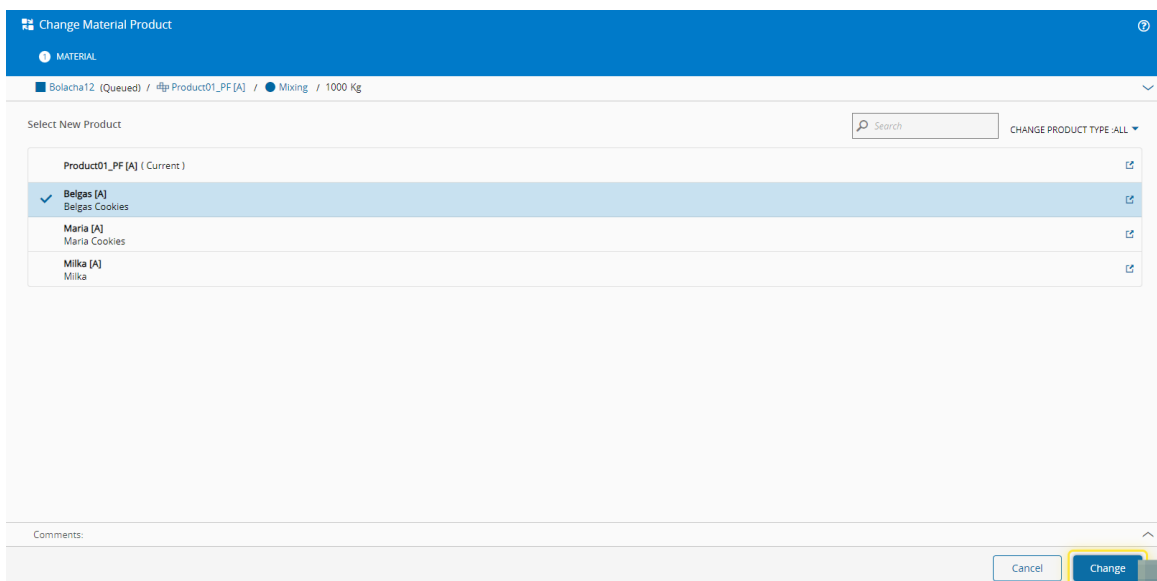 Change Material Product
1 MATERIAL
Bolacha12 (Queued) / Product01_PF [A] / Mixing / 1000 Kg
Select New Product
Search
CHANGE PRODUCT TYPE :ALL
Product01_PF [A] ( Current )
Belgas [A]
Belgas Cookies
Maria [A]
Maria Cookies
Milka [A]
Milka
Comments:
Cancel Change